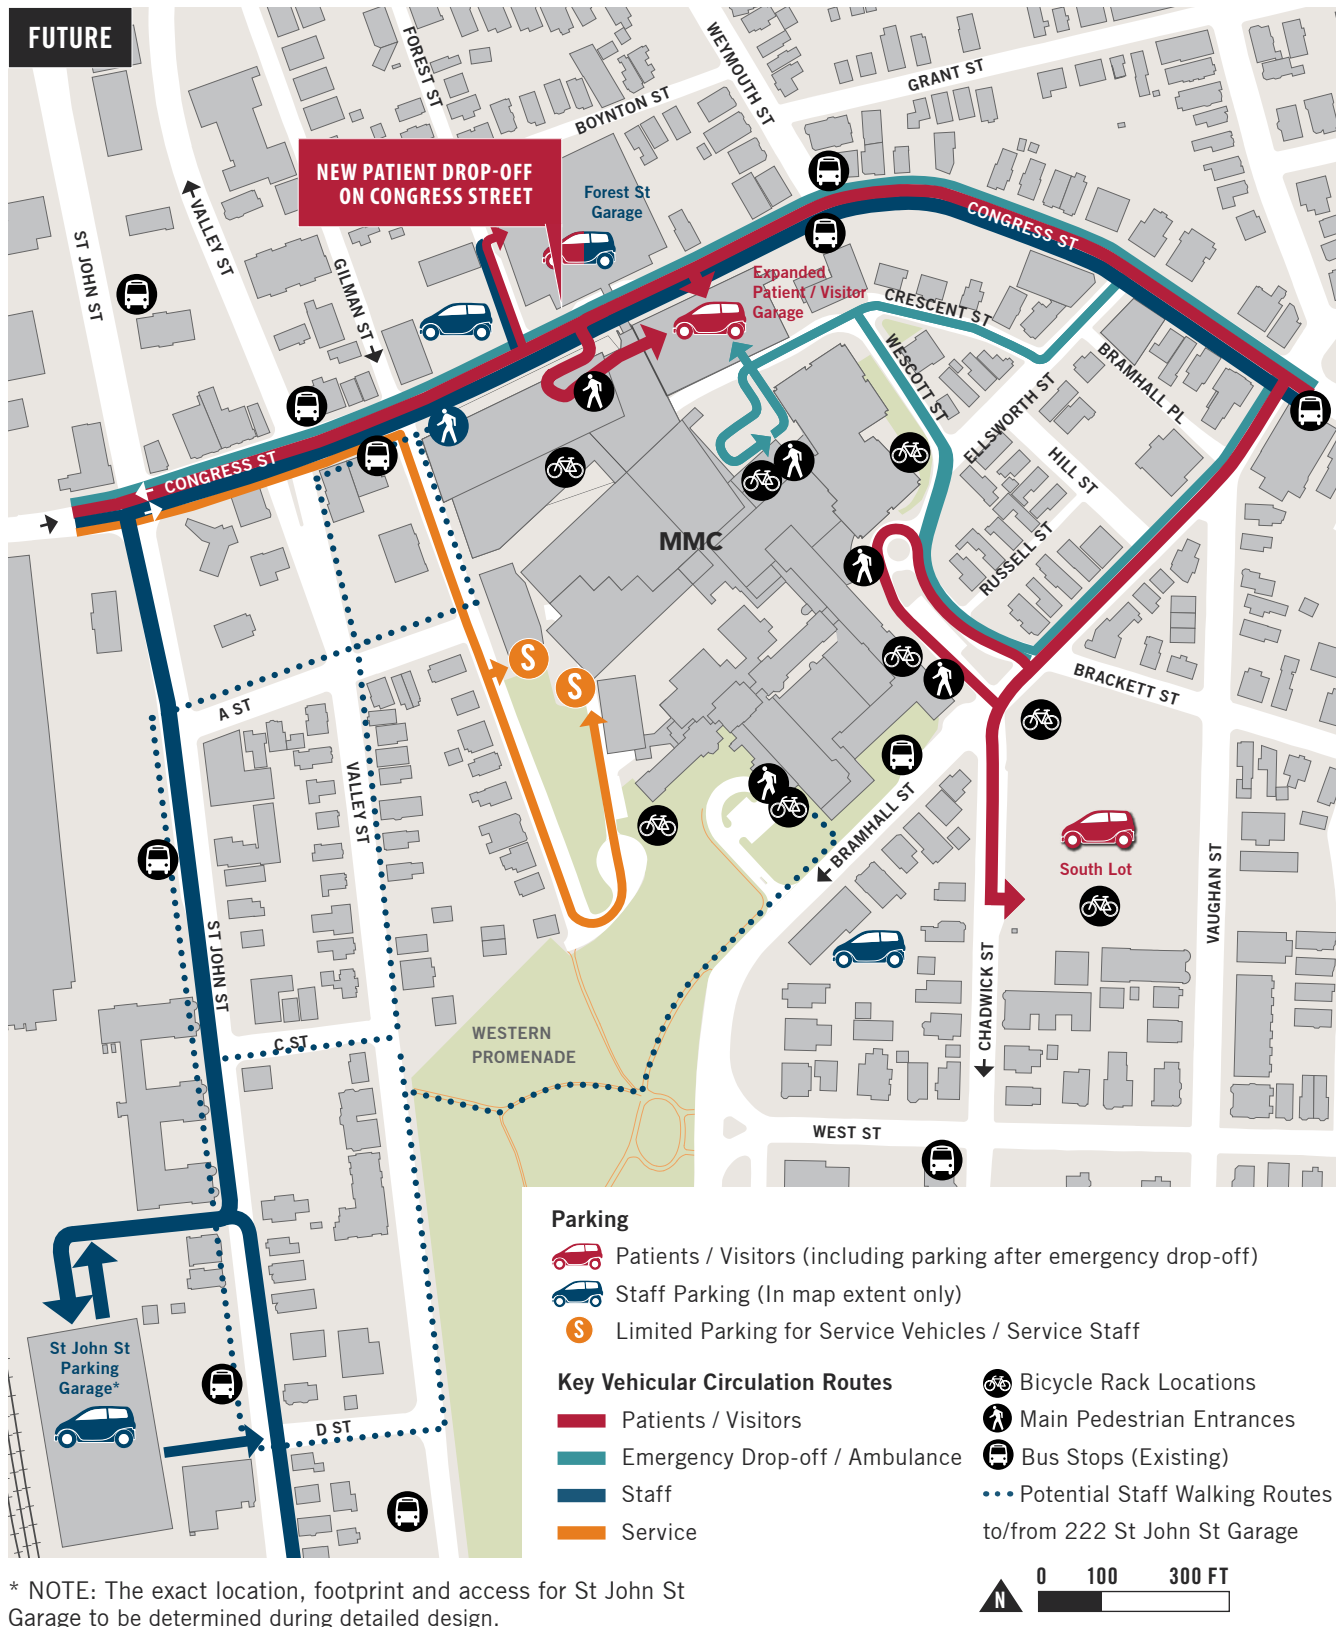 FUTURE
FOREST ST
WEYMOUTH ST
GRANT ST
BOYNTON ST
NEW PATIENT DROP-OFF
ON CONGRESS STREET
Forest St
Garage
VALLEY ST
ST JOHN ST
GILMAN ST
CONGRESS ST
Expanded
Patient / Visitor
Garage
CRESCENT ST
WESCOTT ST
BRAMHALL PL
ELLSWORTH ST
HILL ST
CONGRESS ST
MMC
RUSSELL ST
S
S
BRACKETT ST
A ST
VALLEY ST
BRAMHALL ST
South Lot
VAUGHAN ST
ST JOHN ST
CHADWICK ST
C ST
WESTERN
PROMENADE
WEST ST
St John St
Parking
Garage*
D ST
Parking
Patients / Visitors (including parking after emergency drop-off)
Staff Parking (In map extent only)
S Limited Parking for Service Vehicles / Service Staff
Key Vehicular Circulation Routes
Patients / Visitors
Emergency Drop-off / Ambulance
Staff
Service
Bicycle Rack Locations
Main Pedestrian Entrances
Bus Stops (Existing)
Potential Staff Walking Routes
to/from 222 St John St Garage
* NOTE: The exact location, footprint and access for St John St
Garage to be determined during detailed design.
N
0 100 300 FT